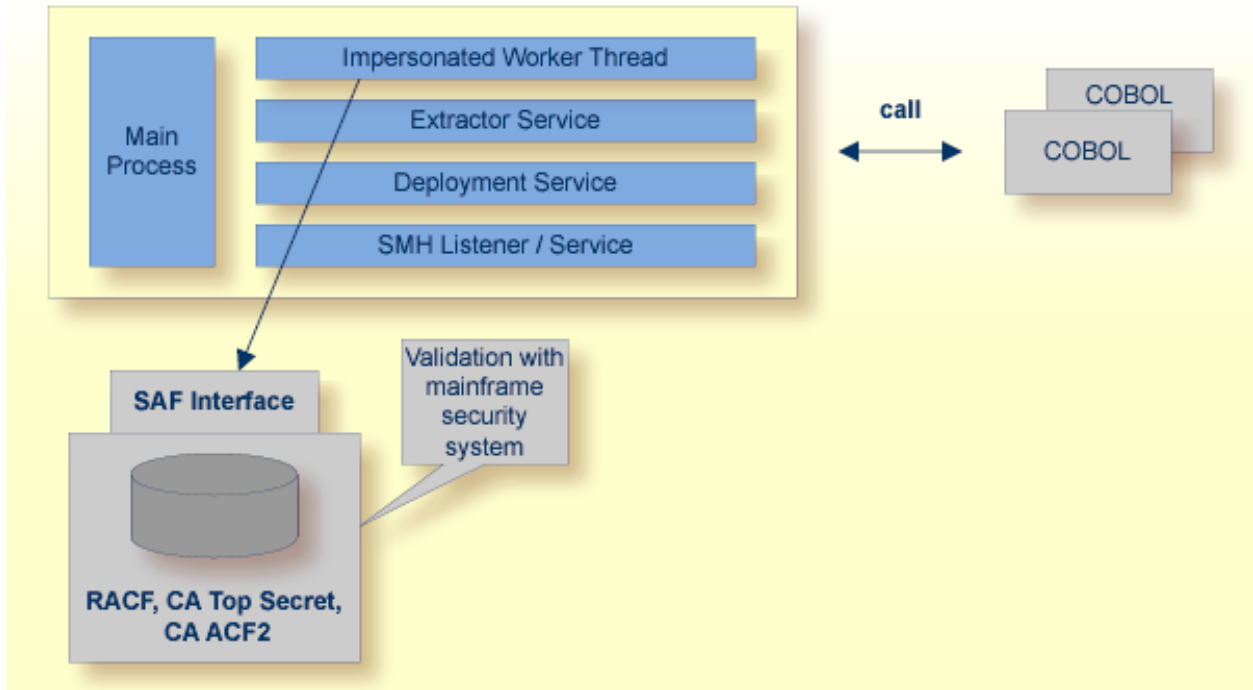 Main
Process
Impersonated Worker Thread
Extractor Service
Deployment Service
SMH Listener / Service
call
COBOL
COBOL
SAF Interface
Validation with
mainframe
security
system
RACF, CA Top Secret,
CA ACF2